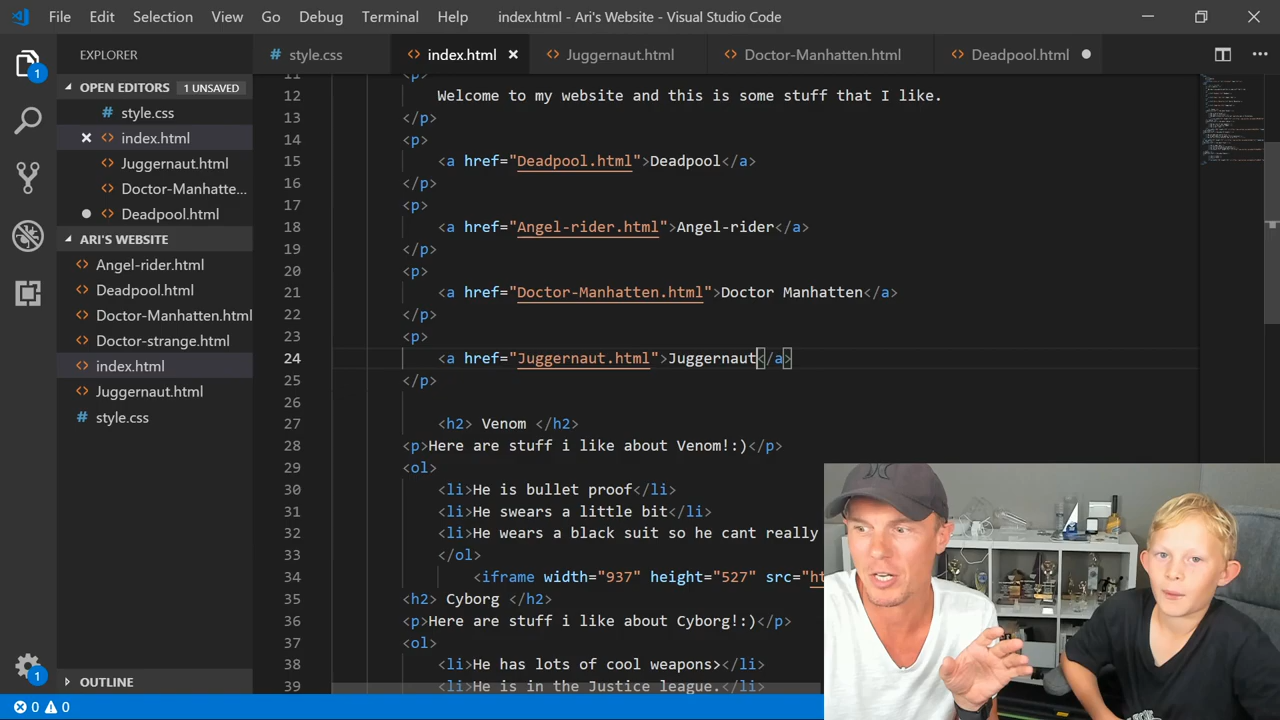 File Edit Selection View Go Debug Terminal Help index.html - Ari's Website - Visual Studio Code
EXPLORER
style.css index.html Juggernaut.html Doctor-Manhatten.html Deadpool.html
OPEN EDITORS 1 UNSAVED
style.css
index.html
Juggernaut.html
Doctor-Manhatte...
Deadpool.html
ARI'S WEBSITE
Angel-rider.html
Deadpool.html
Doctor-Manhatten.html
Doctor-strange.html
index.html
Juggernaut.html
style.css
OUTLINE
1
1
0 0
11 <p>
12 Welcome to my website and this is some stuff that I like.
13 </p>
14 <p>
15 <a href="Deadpool.html">Deadpool</a>
16 </p>
17 <p>
18 <a href="Angel-rider.html">Angel-rider</a>
19 </p>
20 <p>
21 <a href="Doctor-Manhatten.html">Doctor Manhatten</a>
22 </p>
23 <p>
24 <a href="Juggernaut.html">Juggernaut</a>
25 </p>
26
27 <h2> Venom </h2>
28 <p>Here are stuff i like about Venom!:)</p>
29 <ol>
30 <li>He is bullet proof</li>
31 <li>He swears a little bit</li>
32 <li>He wears a black suit so he cant really
33 </ol>
34 <iframe width="937" height="527" src="ht
35 <h2> Cyborg </h2>
36 <p>Here are stuff i like about Cyborg!:)</p>
37 <ol>
38 <li>He has lots of cool weapons></li>
39 <li>He is in the Justice league.</li>